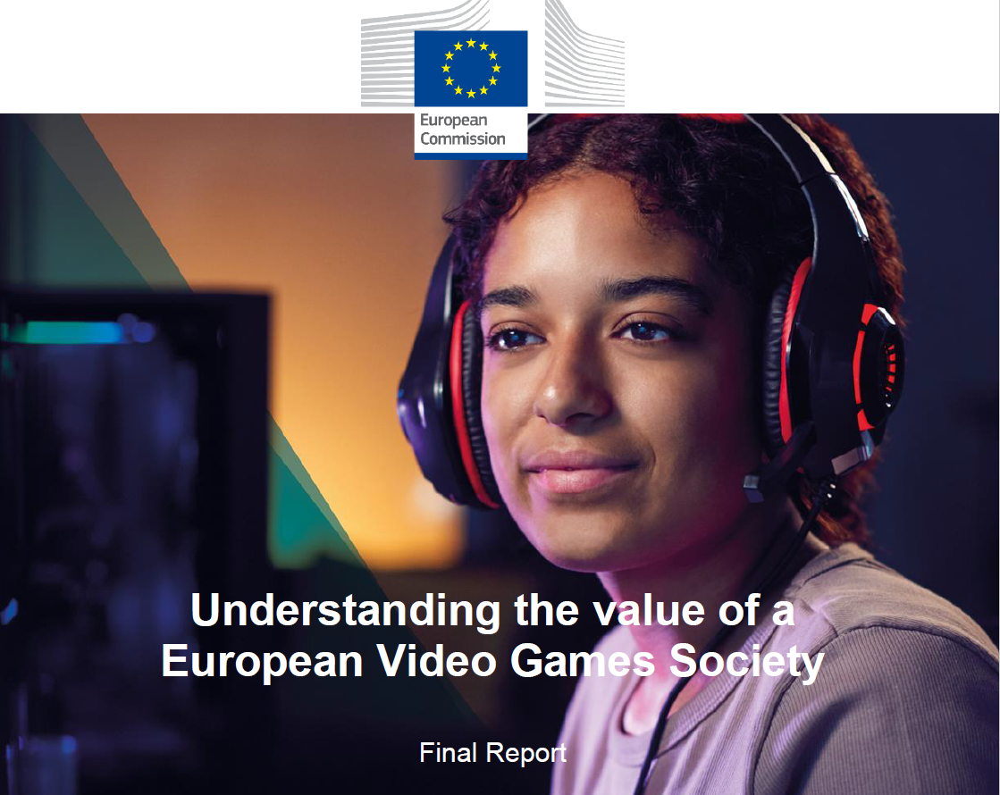 European
Commission
Understanding the value of a
European Video Games Society
Final Report